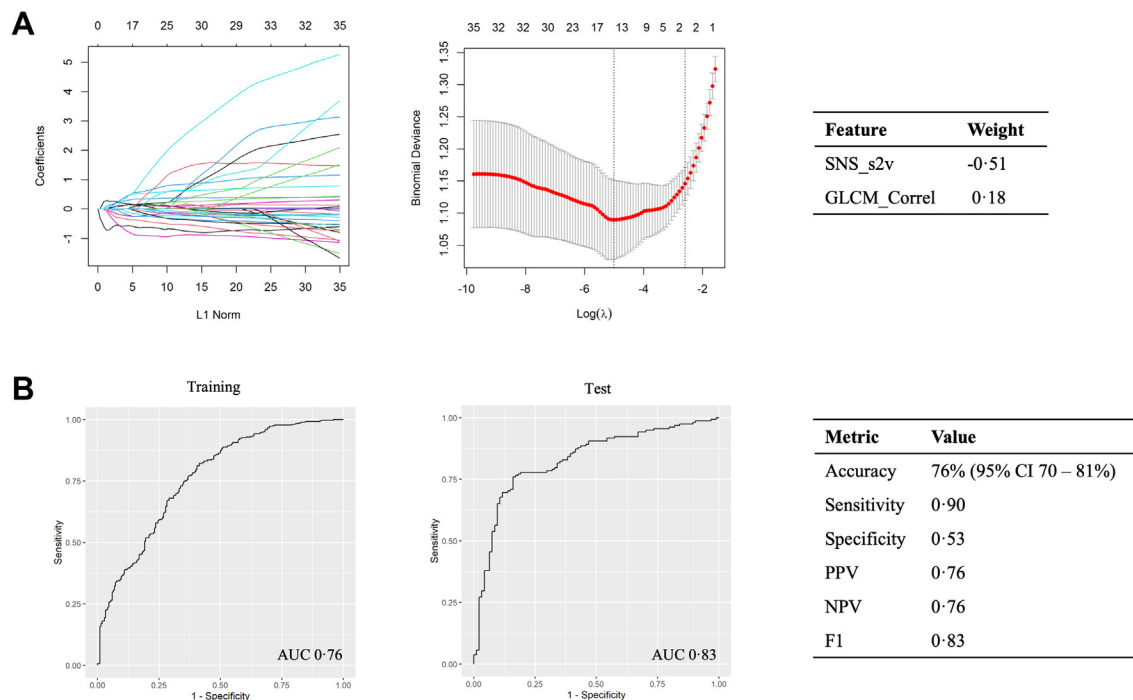 A
0 17 25 30 33 35
5
4
3
2
1
0
-1
Coefficients
0 5 10 15 20 25 30 35
L1 Norm
35 32 32 30 23 17 13 9 5 2 2 1
1.35
1.30
1.25
1.20
1.15
1.10
1.05
Binomial Deviance
-10 -8 -6 -4 -2
Log(λ)
Feature Weight
SNS_s2v -0·51
GLCM_Correl 0·18
B
Training
1.00
0.75
0.50
0.25
0.00
Sensitivity
AUC 0·76
0.00 0.25 0.50 0.75 1.00
1 - Specificity
Test
1.00
0.75
0.50
0.25
0.00
Sensitivity
AUC 0·83
0.00 0.25 0.50 0.75 1.00
1 - Specificity
Metric Value
Accuracy 76% (95% CI 70 – 81%)
Sensitivity 0·90
Specificity 0·53
PPV 0·76
NPV 0·76
F1 0·83